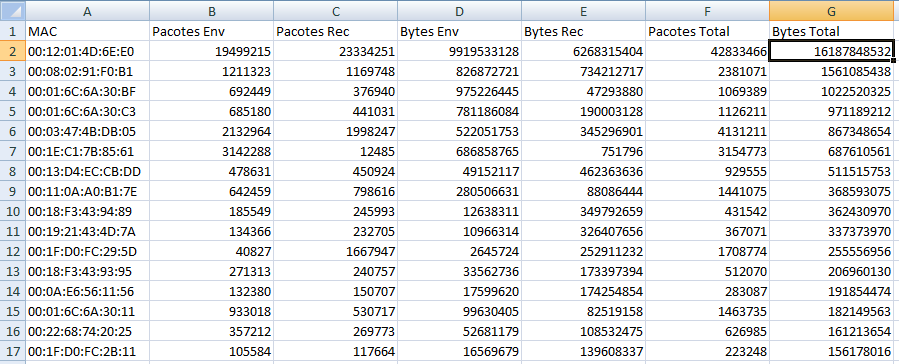 A B C D E F G
1 MAC Pacotes Env Pacotes Rec Bytes Env Bytes Rec Pacotes Total Bytes Total
2 00:12:01:4D:6E:E0 19499215 23334251 9919533128 6268315404 42833466 16187848532
3 00:08:02:91:F0:B1 1211323 1169748 826872721 734212717 2381071 1561085438
4 00:01:6C:6A:30:BF 692449 376940 975226445 47293880 1069389 1022520325
5 00:01:6C:6A:30:C3 685180 441031 781186084 190003128 1126211 971189212
6 00:03:47:4B:DB:05 2132964 1998247 522051753 345296901 4131211 867348654
7 00:1E:C1:7B:85:61 3142288 12485 686858765 751796 3154773 687610561
8 00:13:D4:EC:CB:DD 478631 450924 49152117 462363636 929555 511515753
9 00:11:0A:A0:B1:7E 642459 798616 280506631 88086444 1441075 368593075
10 00:18:F3:43:94:89 185549 245993 12638311 349792659 431542 362430970
11 00:19:21:43:4D:7A 134366 232705 10966314 326407656 367071 337373970
12 00:1F:D0:FC:29:5D 40827 1667947 2645724 252911232 1708774 255556956
13 00:18:F3:43:93:95 271313 240757 33562736 173397394 512070 206960130
14 00:0A:E6:56:11:56 132380 150707 17599620 174254854 283087 191854474
15 00:01:6C:6A:30:11 933018 530717 99630405 82519158 1463735 182149563
16 00:22:68:74:20:25 357212 269773 52681179 108532475 626985 161213654
17 00:1F:D0:FC:2B:11 105584 117664 16569679 139608337 223248 156178016